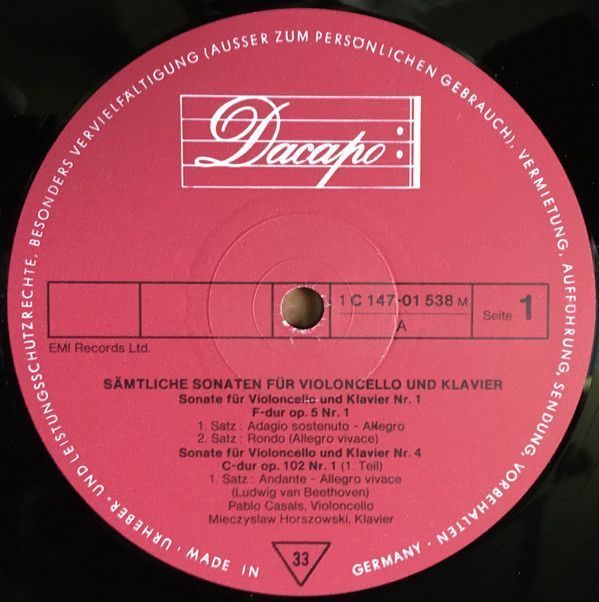 URHEBER- UND LEISTUNGSSCHUTZRECHTE, BESONDERS VERVIELFÄLTIGUNG (AUSSER ZUM PERSÖNLICHEN GEBRAUCH), VERMIETUNG, AUFFÜHRUNG, SENDUNG, VORBEHALTEN · MADE IN GERMANY ·
Dacapo
1 C 147-01 538 M
A
Seite 1
EMI Records Ltd.
SÄMTLICHE SONATEN FÜR VIOLONCELLO UND KLAVIER
Sonate für Violoncello und Klavier Nr. 1
F-dur op. 5 Nr. 1
1. Satz : Adagio sostenuto - Allegro
2. Satz : Rondo (Allegro vivace)
Sonate für Violoncello und Klavier Nr. 4
C-dur op. 102 Nr. 1 (1. Teil)
1. Satz : Andante - Allegro vivace
(Ludwig van Beethoven)
Pablo Casals, Violoncello
Mieczyslaw Horszowski, Klavier
33